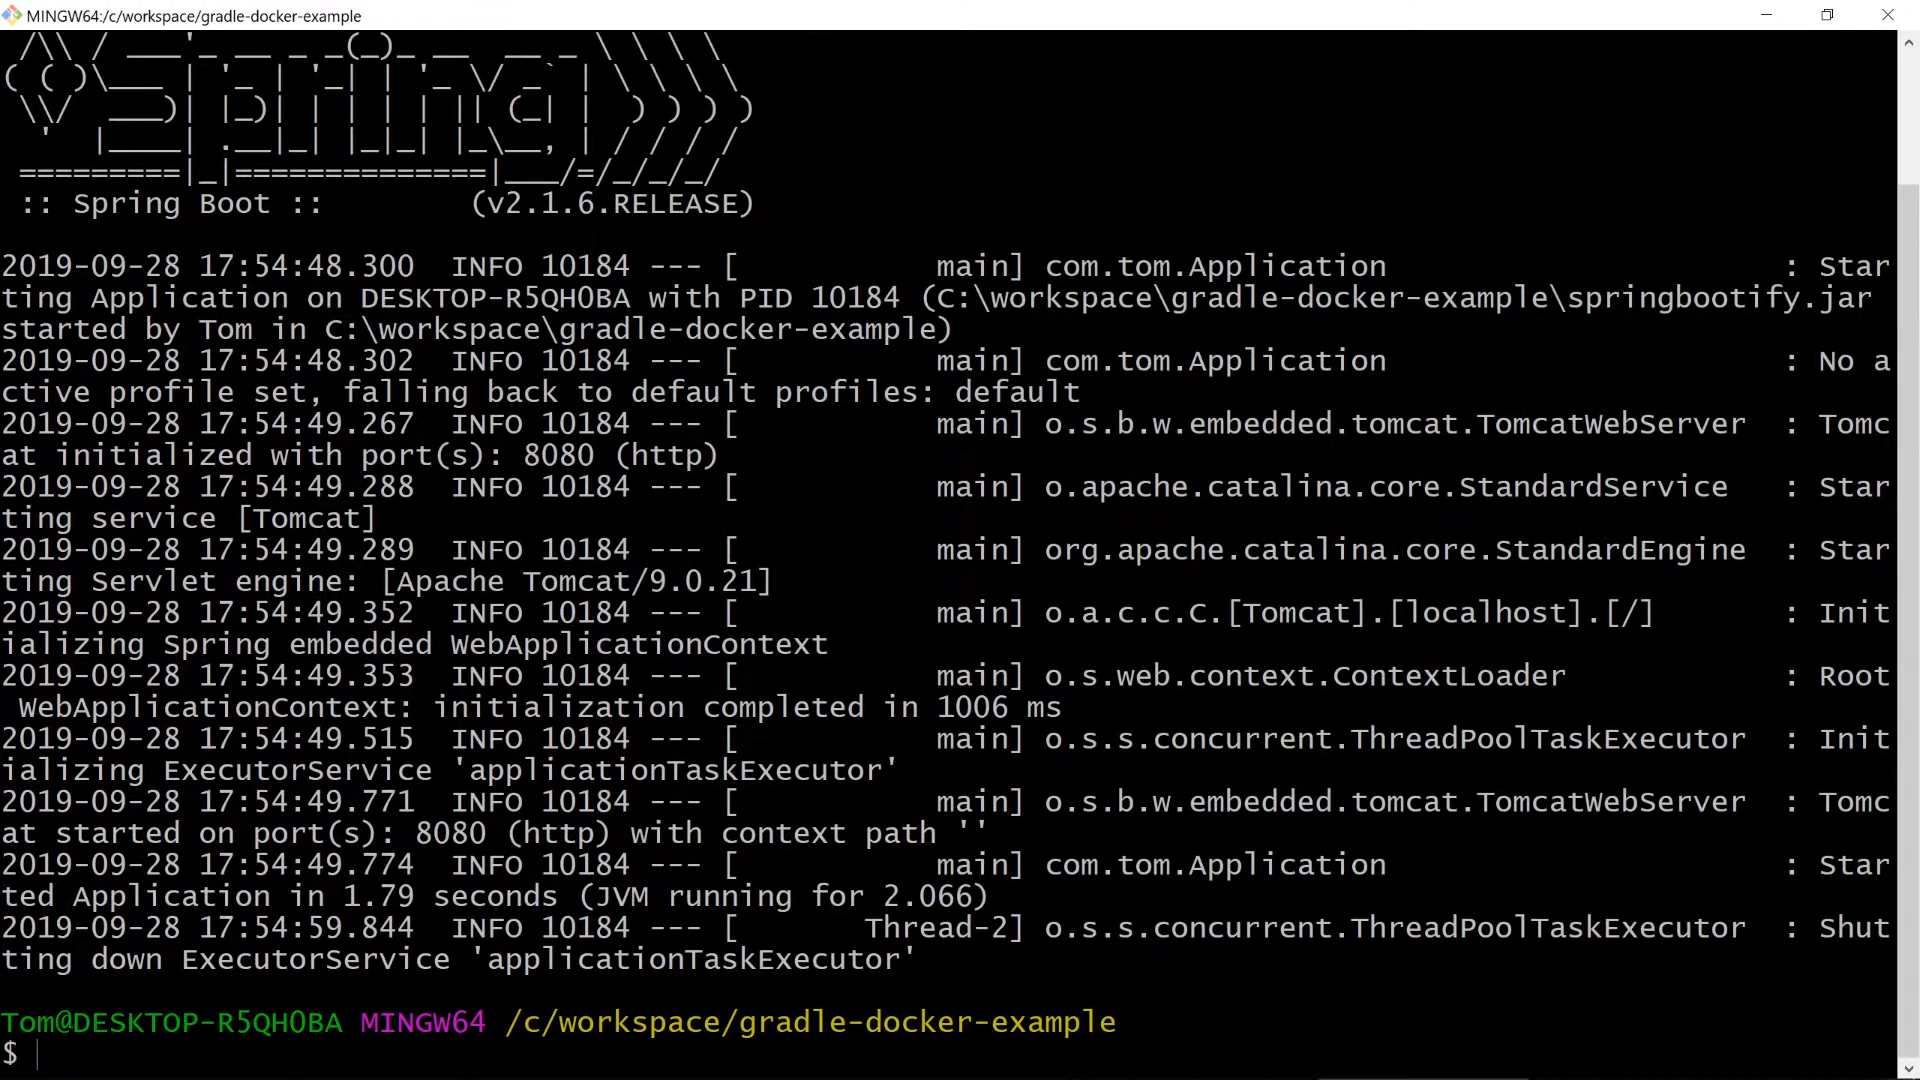 MINGW64:/c/workspace/gradle-docker-example
 /\\ / ___'_ __ _ _(_)_ __  __ _ \ \ \ \
( ( )\___ | '_ | '_| | '_ \/ _` | \ \ \ \
 \\/  ___)| |_)| | | | | || (_| |  ) ) ) )
  '  |____| .__|_| |_|_| |_\__, | / / / /
 =========|_|==============|___/=/_/_/_/
 :: Spring Boot ::        (v2.1.6.RELEASE)
2019-09-28 17:54:48.300  INFO 10184 --- [           main] com.tom.Application                      : Star
ting Application on DESKTOP-R5QH0BA with PID 10184 (C:\workspace\gradle-docker-example\springbootify.jar
started by Tom in C:\workspace\gradle-docker-example)
2019-09-28 17:54:48.302  INFO 10184 --- [           main] com.tom.Application                      : No a
ctive profile set, falling back to default profiles: default
2019-09-28 17:54:49.267  INFO 10184 --- [           main] o.s.b.w.embedded.tomcat.TomcatWebServer  : Tomc
at initialized with port(s): 8080 (http)
2019-09-28 17:54:49.288  INFO 10184 --- [           main] o.apache.catalina.core.StandardService   : Star
ting service [Tomcat]
2019-09-28 17:54:49.289  INFO 10184 --- [           main] org.apache.catalina.core.StandardEngine  : Star
ting Servlet engine: [Apache Tomcat/9.0.21]
2019-09-28 17:54:49.352  INFO 10184 --- [           main] o.a.c.c.C.[Tomcat].[localhost].[/]       : Init
ializing Spring embedded WebApplicationContext
2019-09-28 17:54:49.353  INFO 10184 --- [           main] o.s.web.context.ContextLoader            : Root
 WebApplicationContext: initialization completed in 1006 ms
2019-09-28 17:54:49.515  INFO 10184 --- [           main] o.s.s.concurrent.ThreadPoolTaskExecutor  : Init
ializing ExecutorService 'applicationTaskExecutor'
2019-09-28 17:54:49.771  INFO 10184 --- [           main] o.s.b.w.embedded.tomcat.TomcatWebServer  : Tomc
at started on port(s): 8080 (http) with context path ''
2019-09-28 17:54:49.774  INFO 10184 --- [           main] com.tom.Application                      : Star
ted Application in 1.79 seconds (JVM running for 2.066)
2019-09-28 17:54:59.844  INFO 10184 --- [       Thread-2] o.s.s.concurrent.ThreadPoolTaskExecutor  : Shut
ting down ExecutorService 'applicationTaskExecutor'
Tom@DESKTOP-R5QH0BA MINGW64 /c/workspace/gradle-docker-example
$